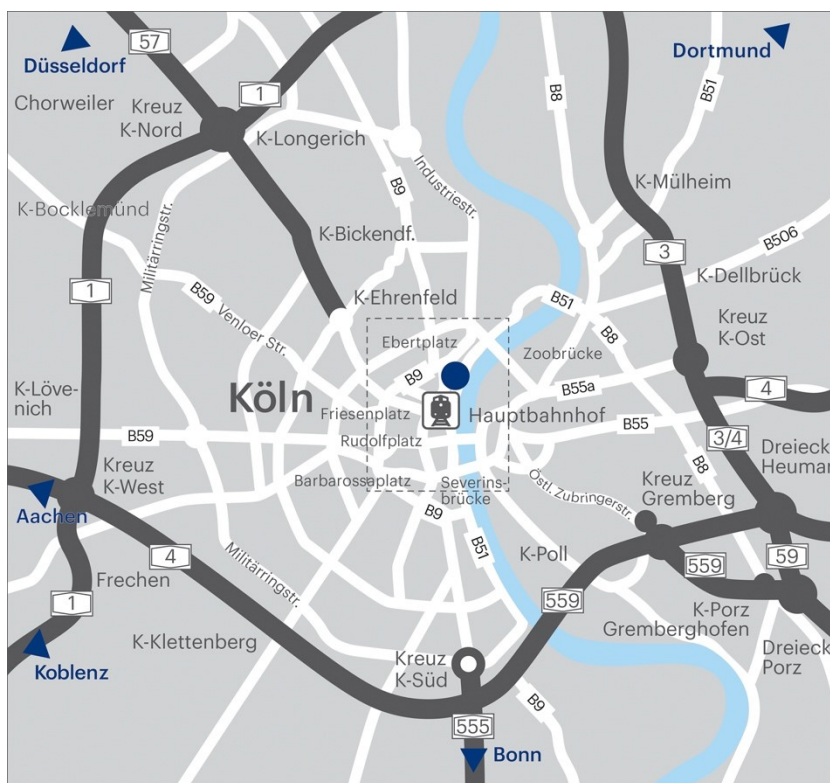 57
Düsseldorf
Dortmund
B8
B51
Chorweiler
1
Kreuz
K-Nord
K-Longerich
Industriestr.
B9
K-Mülheim
K-Bocklemünd
Militärringstr.
K-Bickendf.
3
B506
1
B59
Venloer Str.
K-Ehrenfeld
B51
B8
K-Dellbrück
Kreuz
K-Ost
Ebertplatz
Zoobrücke
B9
B55a
4
K-Löve-
nich
Köln
Friesenplatz
Hauptbahnhof
B55
B59
Rudolfplatz
3/4
Kreuz
K-West
Barbarossaplatz
Severins-
brücke
Östl. Zubringerstr.
B8
Kreuz
Gremberg
Dreieck
Heumar
Aachen
B9
B51
4
Militärringstr.
K-Poll
559
59
Frechen
1
559
K-Porz
Gremberghofen
K-Klettenberg
Koblenz
Kreuz
K-Süd
Dreieck
Porz
B9
555
Bonn